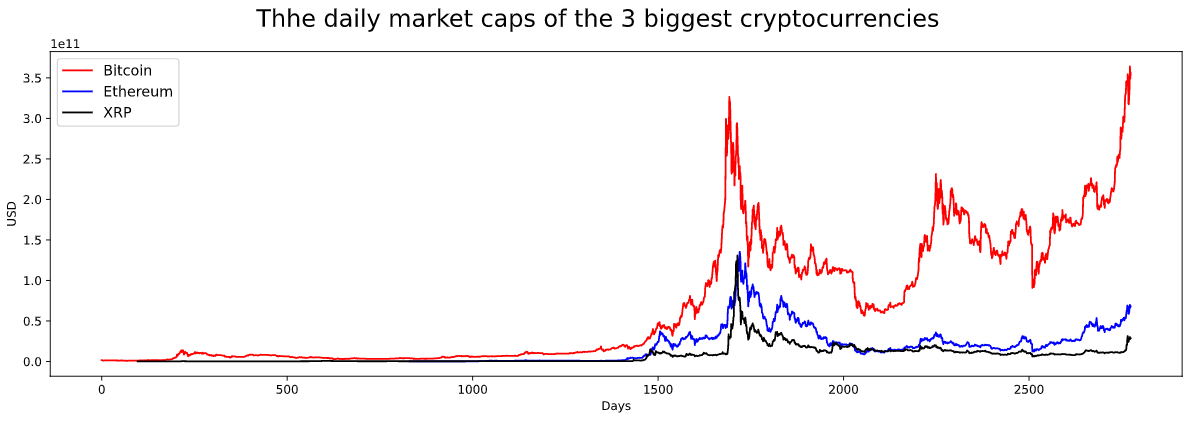 Thhe daily market caps of the 3 biggest cryptocurrencies
1e11
Bitcoin
Ethereum
XRP
3.5
3.0
2.5
2.0
1.5
1.0
0.5
0.0
USD
0 500 1000 1500 2000 2500
Days